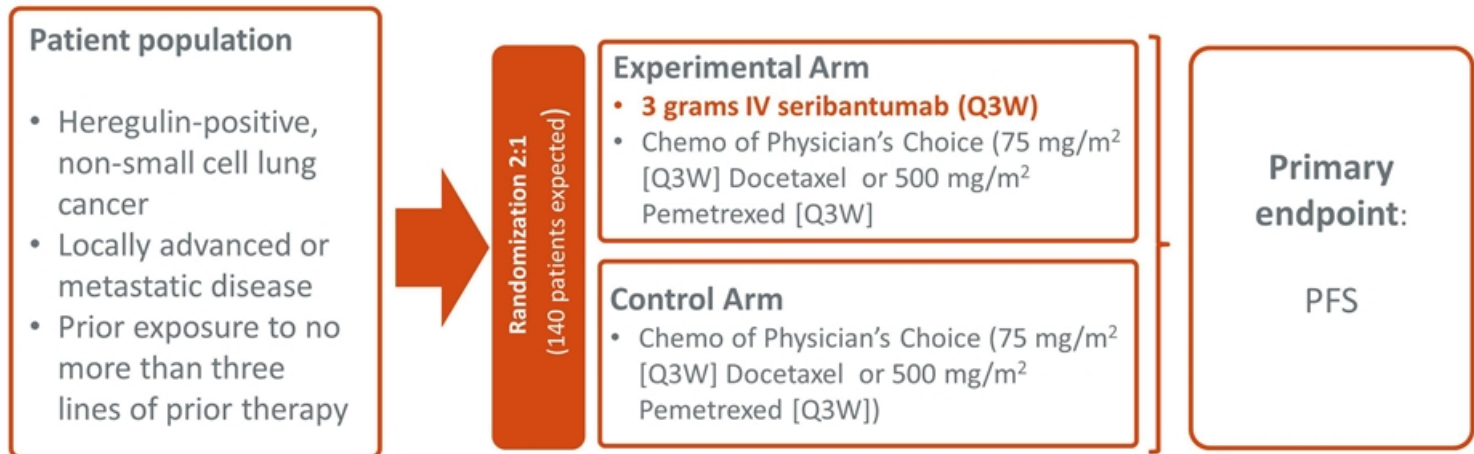 Patient population
• Heregulin-positive,
non-small cell lung
cancer
• Locally advanced or
metastatic disease
• Prior exposure to no
more than three
lines of prior therapy
Randomization 2:1
(140 patients expected)
Experimental Arm
• 3 grams IV seribantumab (Q3W)
• Chemo of Physician’s Choice (75 mg/m²
[Q3W] Docetaxel or 500 mg/m²
Pemetrexed [Q3W]
Control Arm
• Chemo of Physician’s Choice (75 mg/m²
[Q3W] Docetaxel or 500 mg/m²
Pemetrexed [Q3W])
Primary
endpoint:
PFS